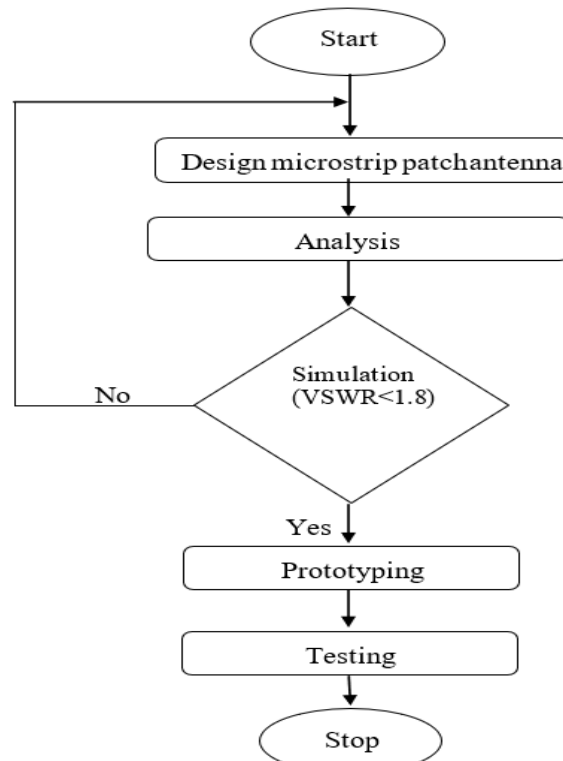 Start
Design microstrip patchantenna
Analysis
Simulation
(VSWR<1.8)
No
Yes
Prototyping
Testing
Stop